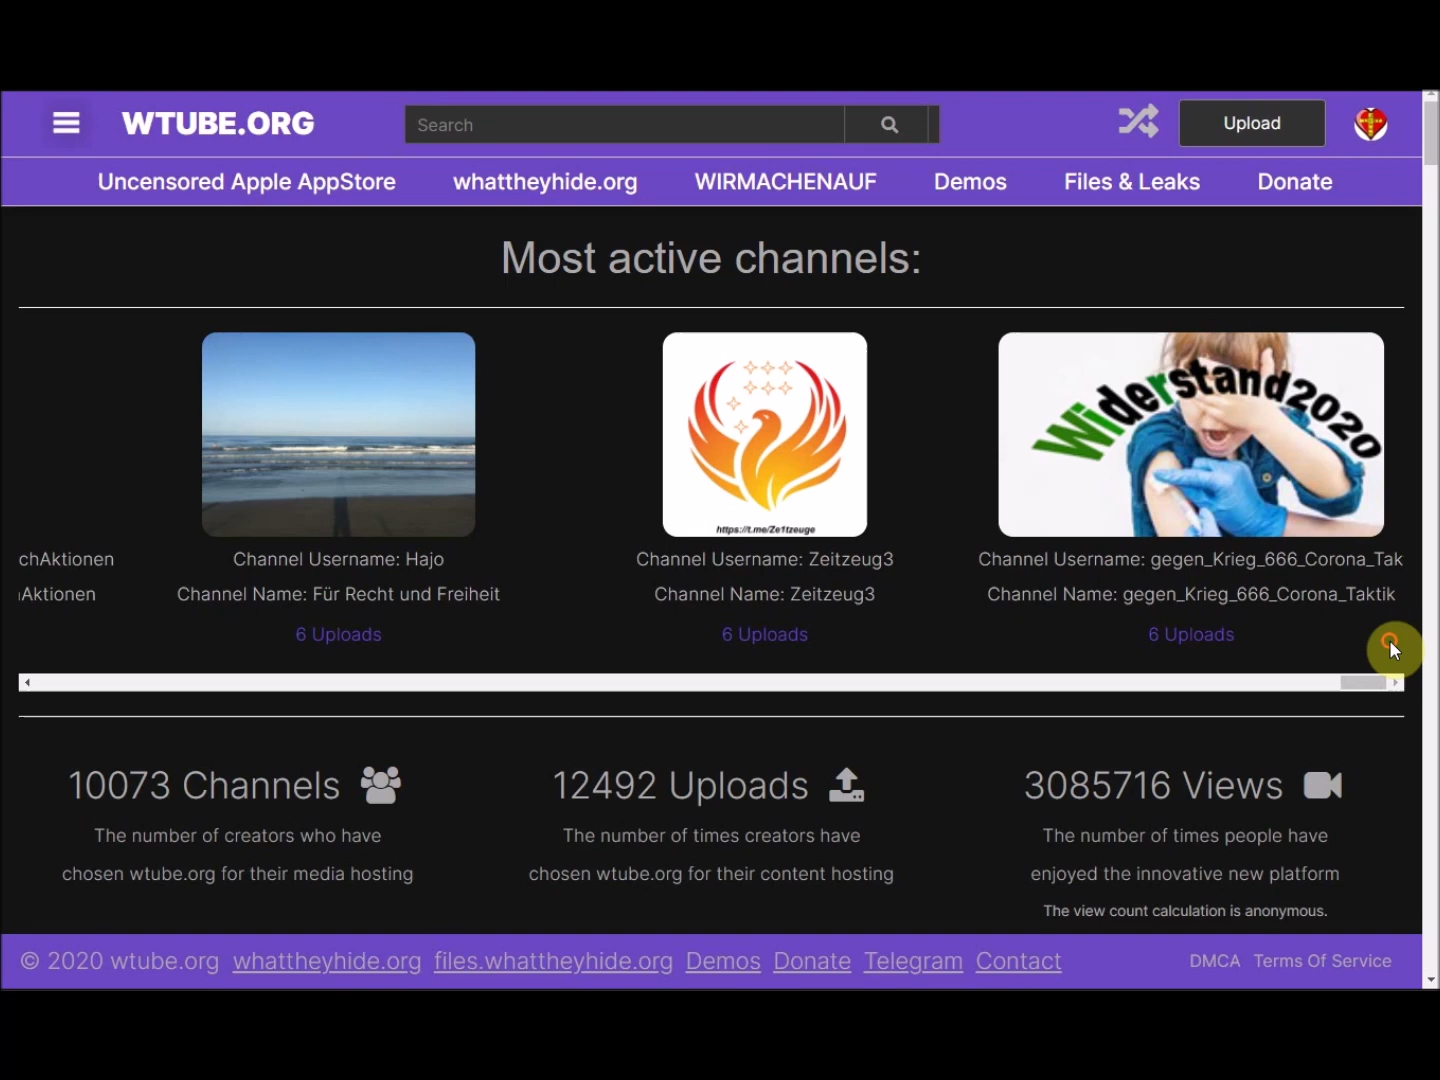 WTUBE.ORG
Search
Upload
Uncensored Apple AppStore whattheyhide.org WIRMACHENAUF Demos Files & Leaks Donate
Most active channels:
https://t.me/Ze1tzeuge
Widerstand2020
chAktionen
Aktionen
Channel Username: Hajo
Channel Name: Für Recht und Freiheit
6 Uploads
Channel Username: Zeitzeug3
Channel Name: Zeitzeug3
6 Uploads
Channel Username: gegen_Krieg_666_Corona_Tak
Channel Name: gegen_Krieg_666_Corona_Taktik
6 Uploads
10073 Channels
The number of creators who have
chosen wtube.org for their media hosting
12492 Uploads
The number of times creators have
chosen wtube.org for their content hosting
3085716 Views
The number of times people have
enjoyed the innovative new platform
The view count calculation is anonymous.
© 2020 wtube.org whattheyhide.org files.whattheyhide.org Demos Donate Telegram Contact DMCA Terms Of Service